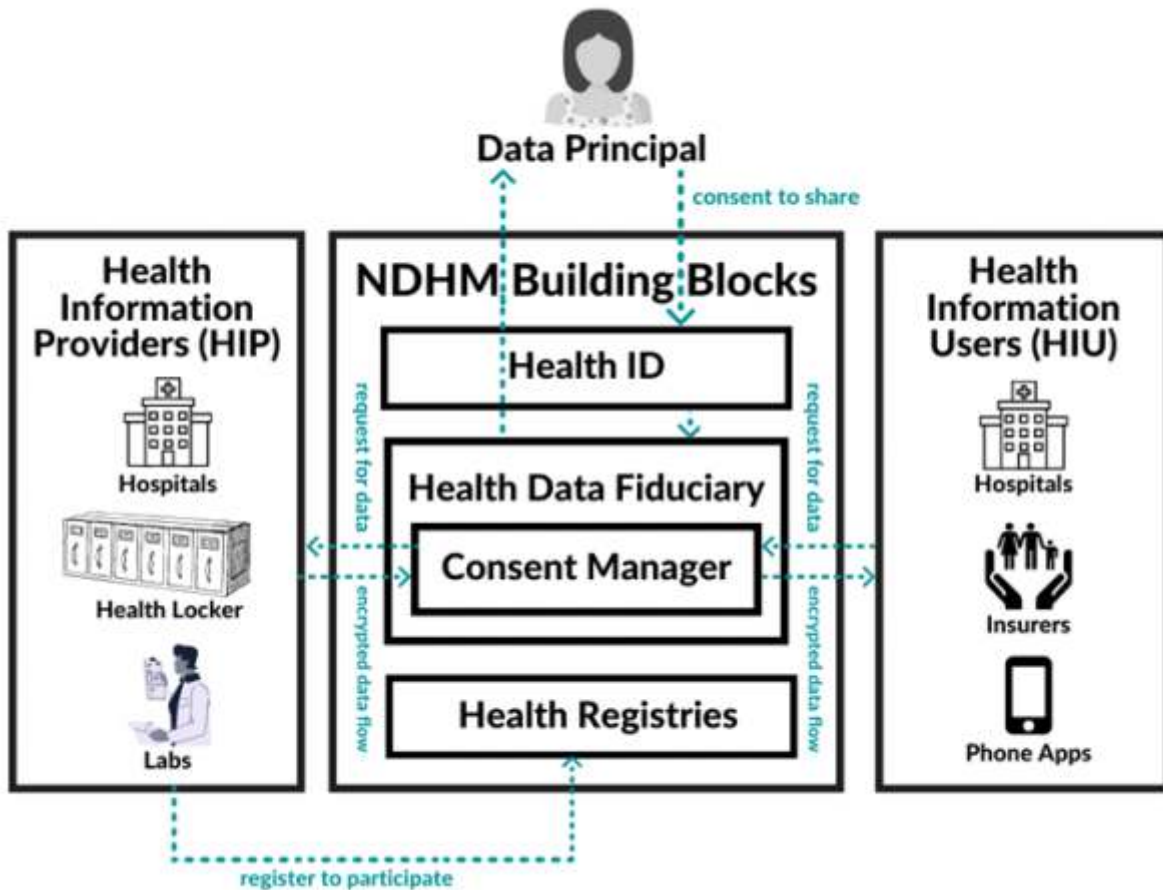 Data Principal
consent to share
Health
Information
Providers (HIP)
Hospitals
Health Locker
Labs
NDHM Building Blocks
Health ID
request for data
request for data
Health Data Fiduciary
Consent Manager
encrypted data flow
encrypted data flow
Health Registries
Health
Information
Users (HIU)
Hospitals
Insurers
Phone Apps
register to participate